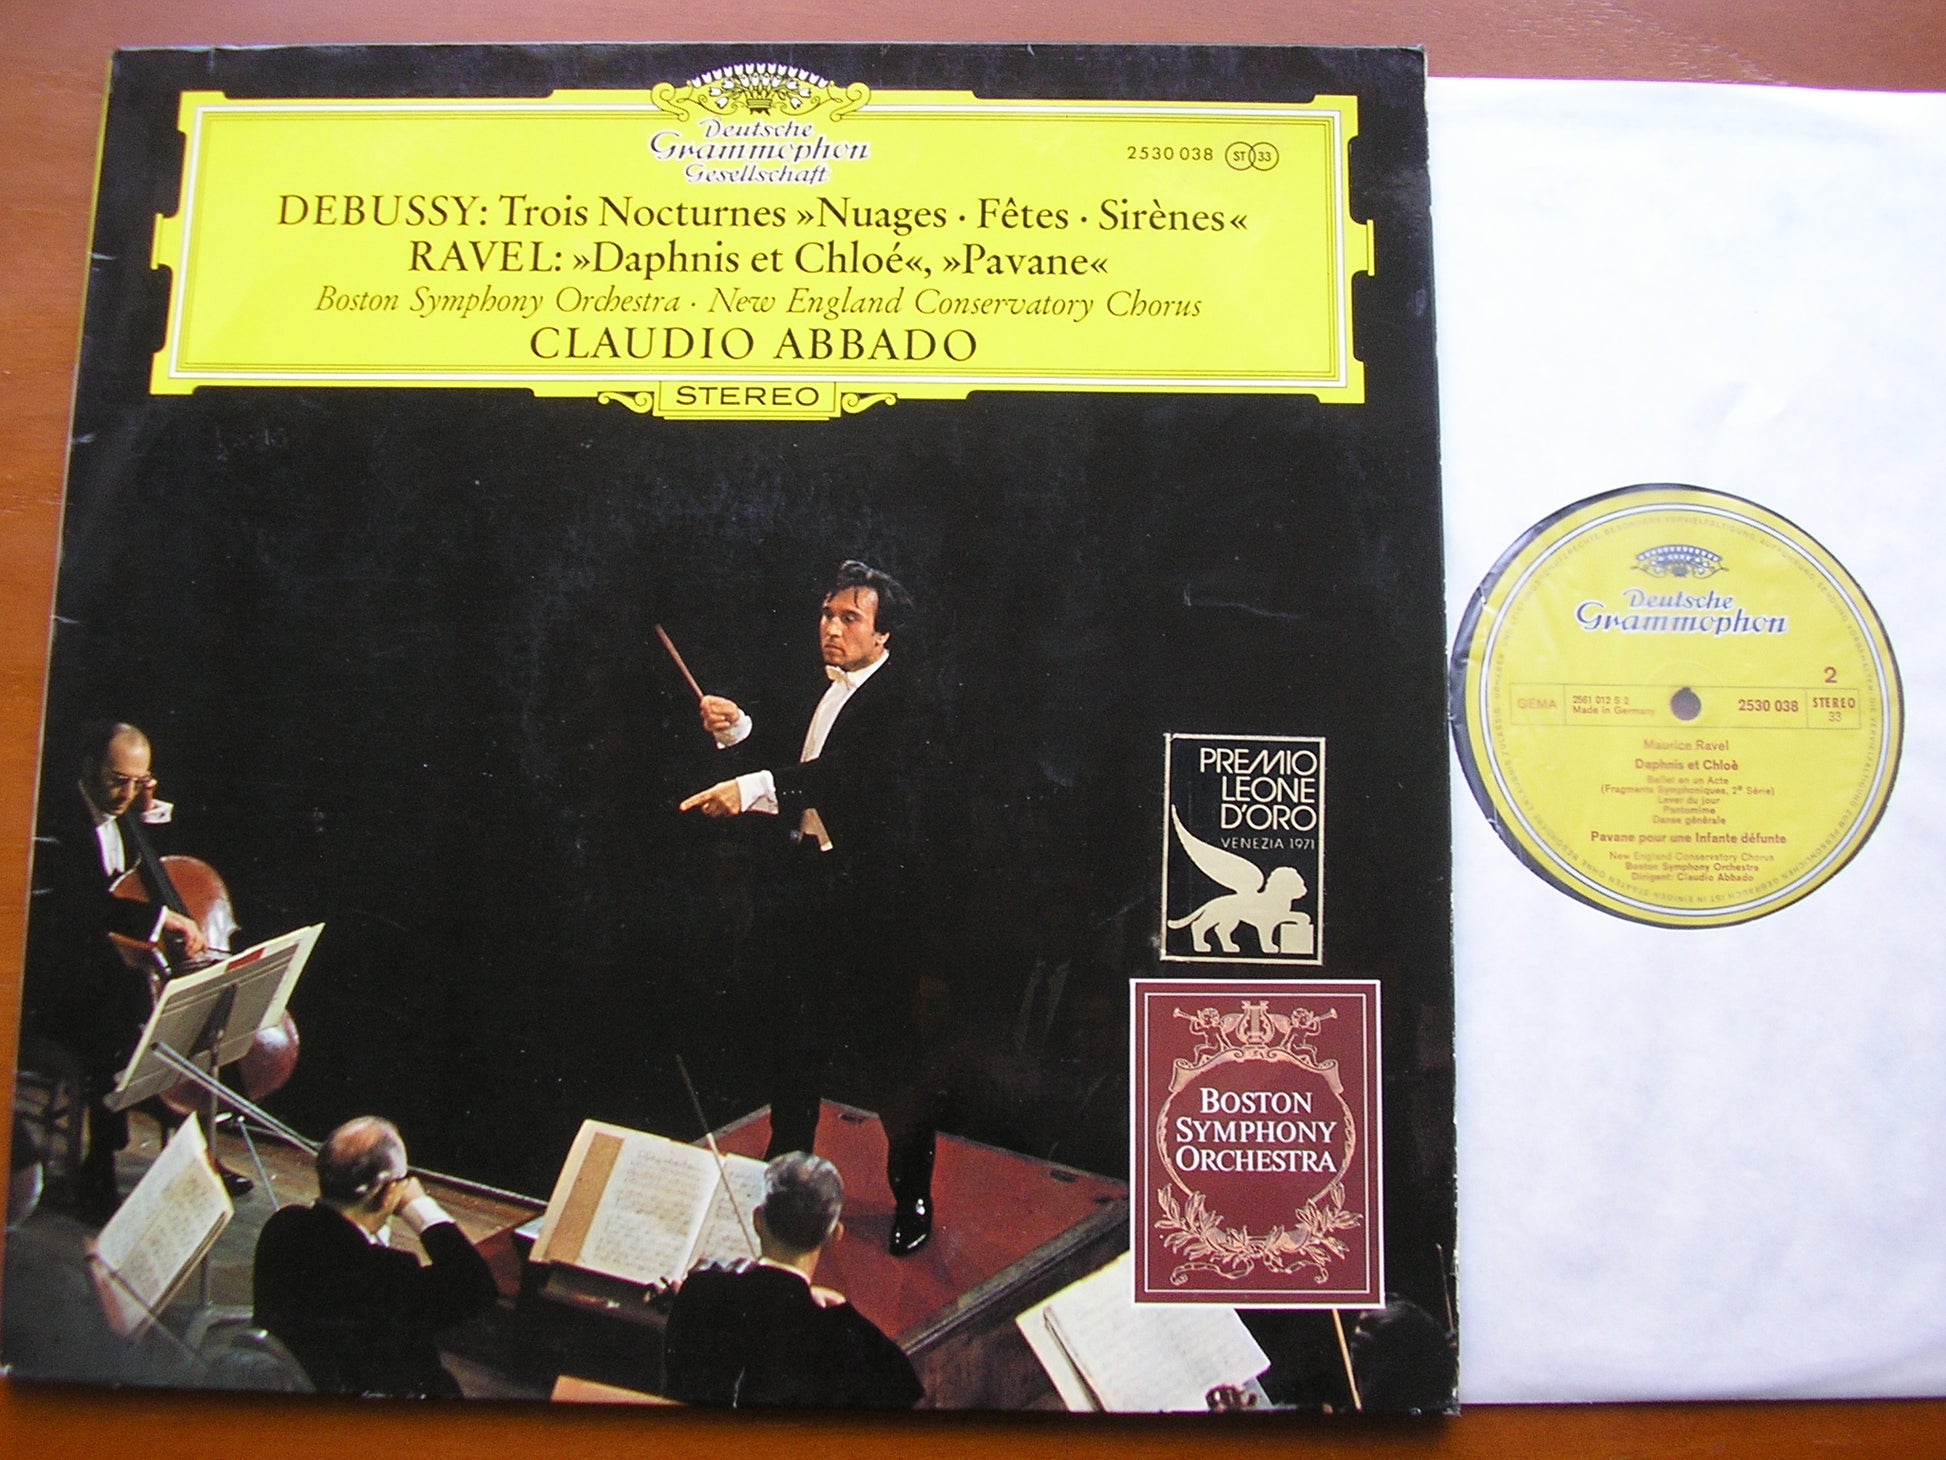 Deutsche
Grammophon
Gesellschaft
2530 038 ST 33
DEBUSSY: Trois Nocturnes »Nuages · Fêtes · Sirènes«
RAVEL: »Daphnis et Chloé«, »Pavane«
Boston Symphony Orchestra · New England Conservatory Chorus
CLAUDIO ABBADO
STEREO
PREMIO
LEONE
D'ORO
VENEZIA 1971
BOSTON
SYMPHONY
ORCHESTRA
Deutsche
Grammophon
2
GEMA
2561 012 S 2
Made in Germany
2530 038
STEREO
33
Maurice Ravel
Daphnis et Chloè
Ballet en un Acte
(Fragments Symphoniques, 2e Série)
Lever du jour
Pantomime
Danse générale
Pavane pour une Infante défunte
New England Conservatory Chorus
Boston Symphony Orchestra
Dirigent: Claudio Abbado